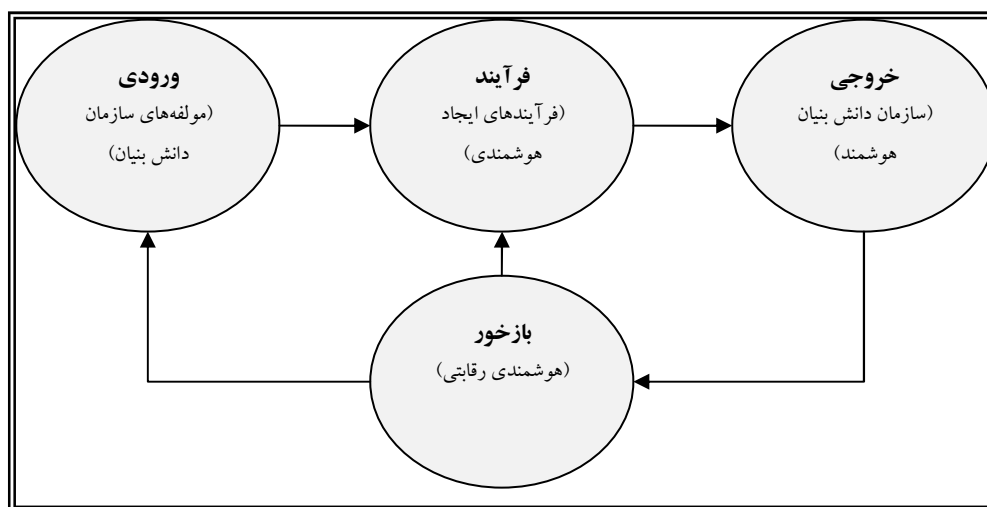 ورودی
(مولفه‌های سازمان
دانش بنیان)
فرآیند
(فرآیندهای ایجاد
هوشمندی)
خروجی
(سازمان دانش بنیان
هوشمند)
بازخور
(هوشمندی رقابتی)